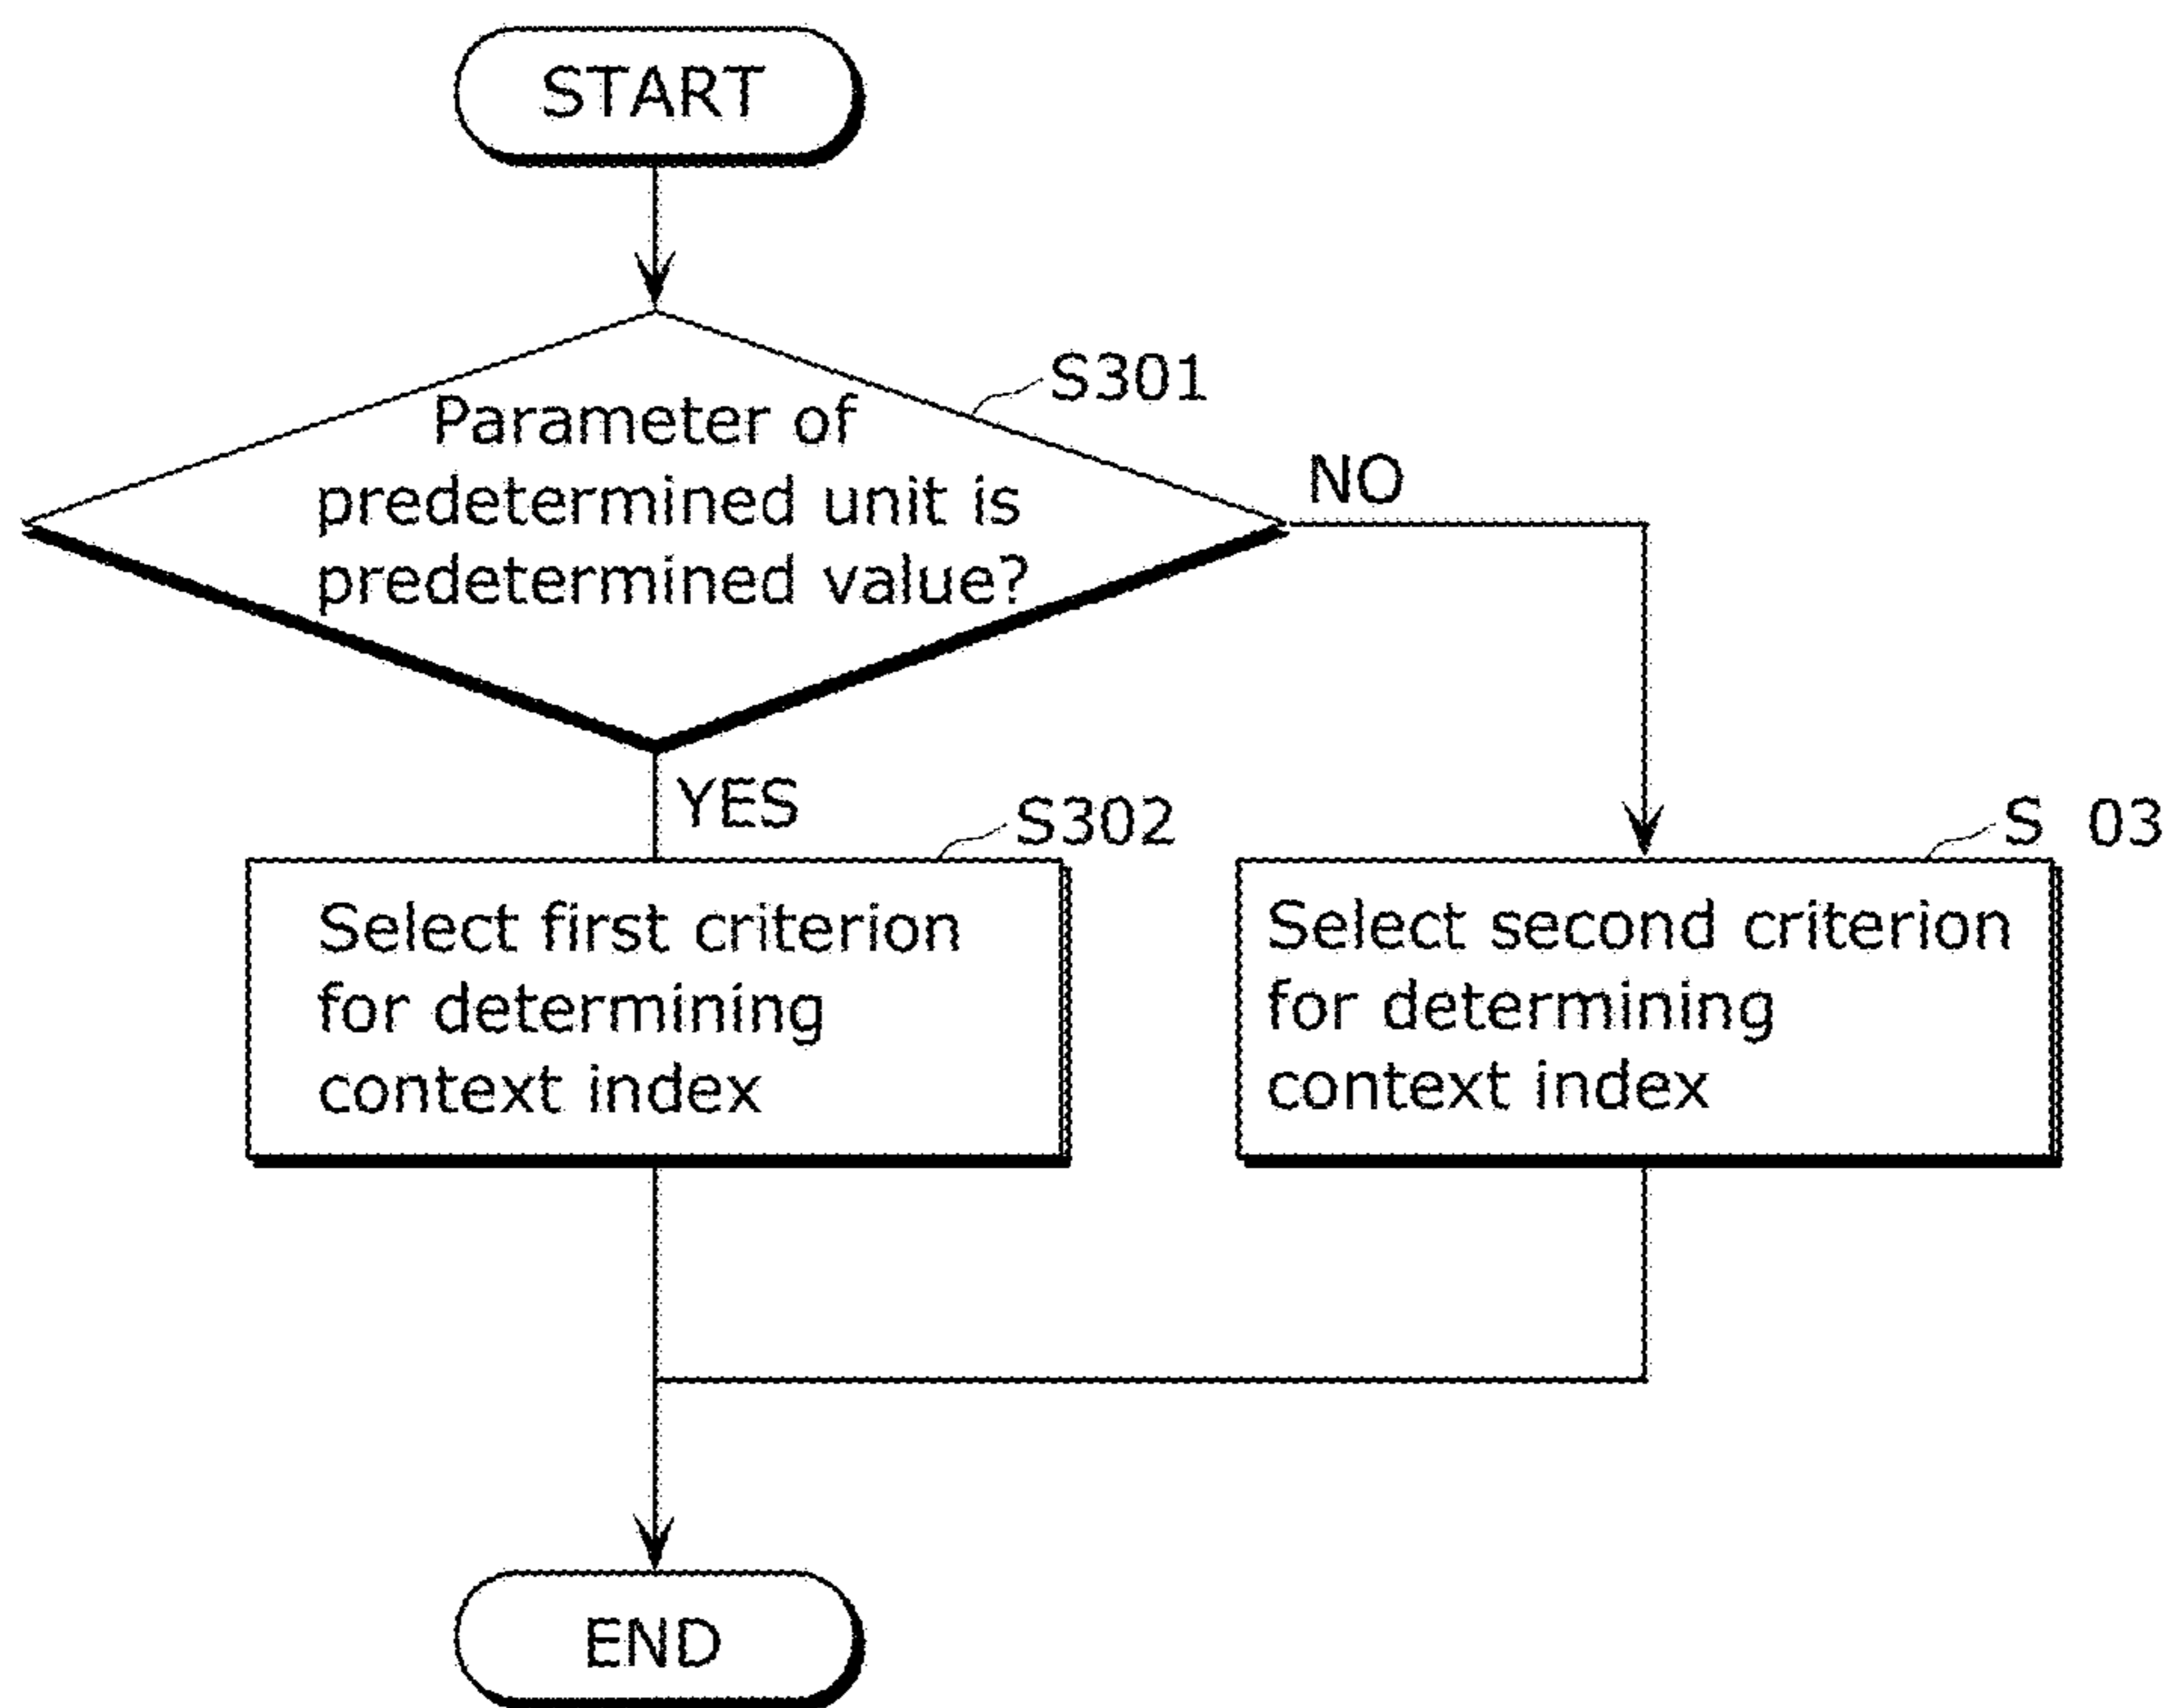 START
S301
Parameter of
predetermined unit is
predetermined value?
NO
YES
S302
S 03
Select first criterion
for determining
context index
Select second criterion
for determining
context index
END